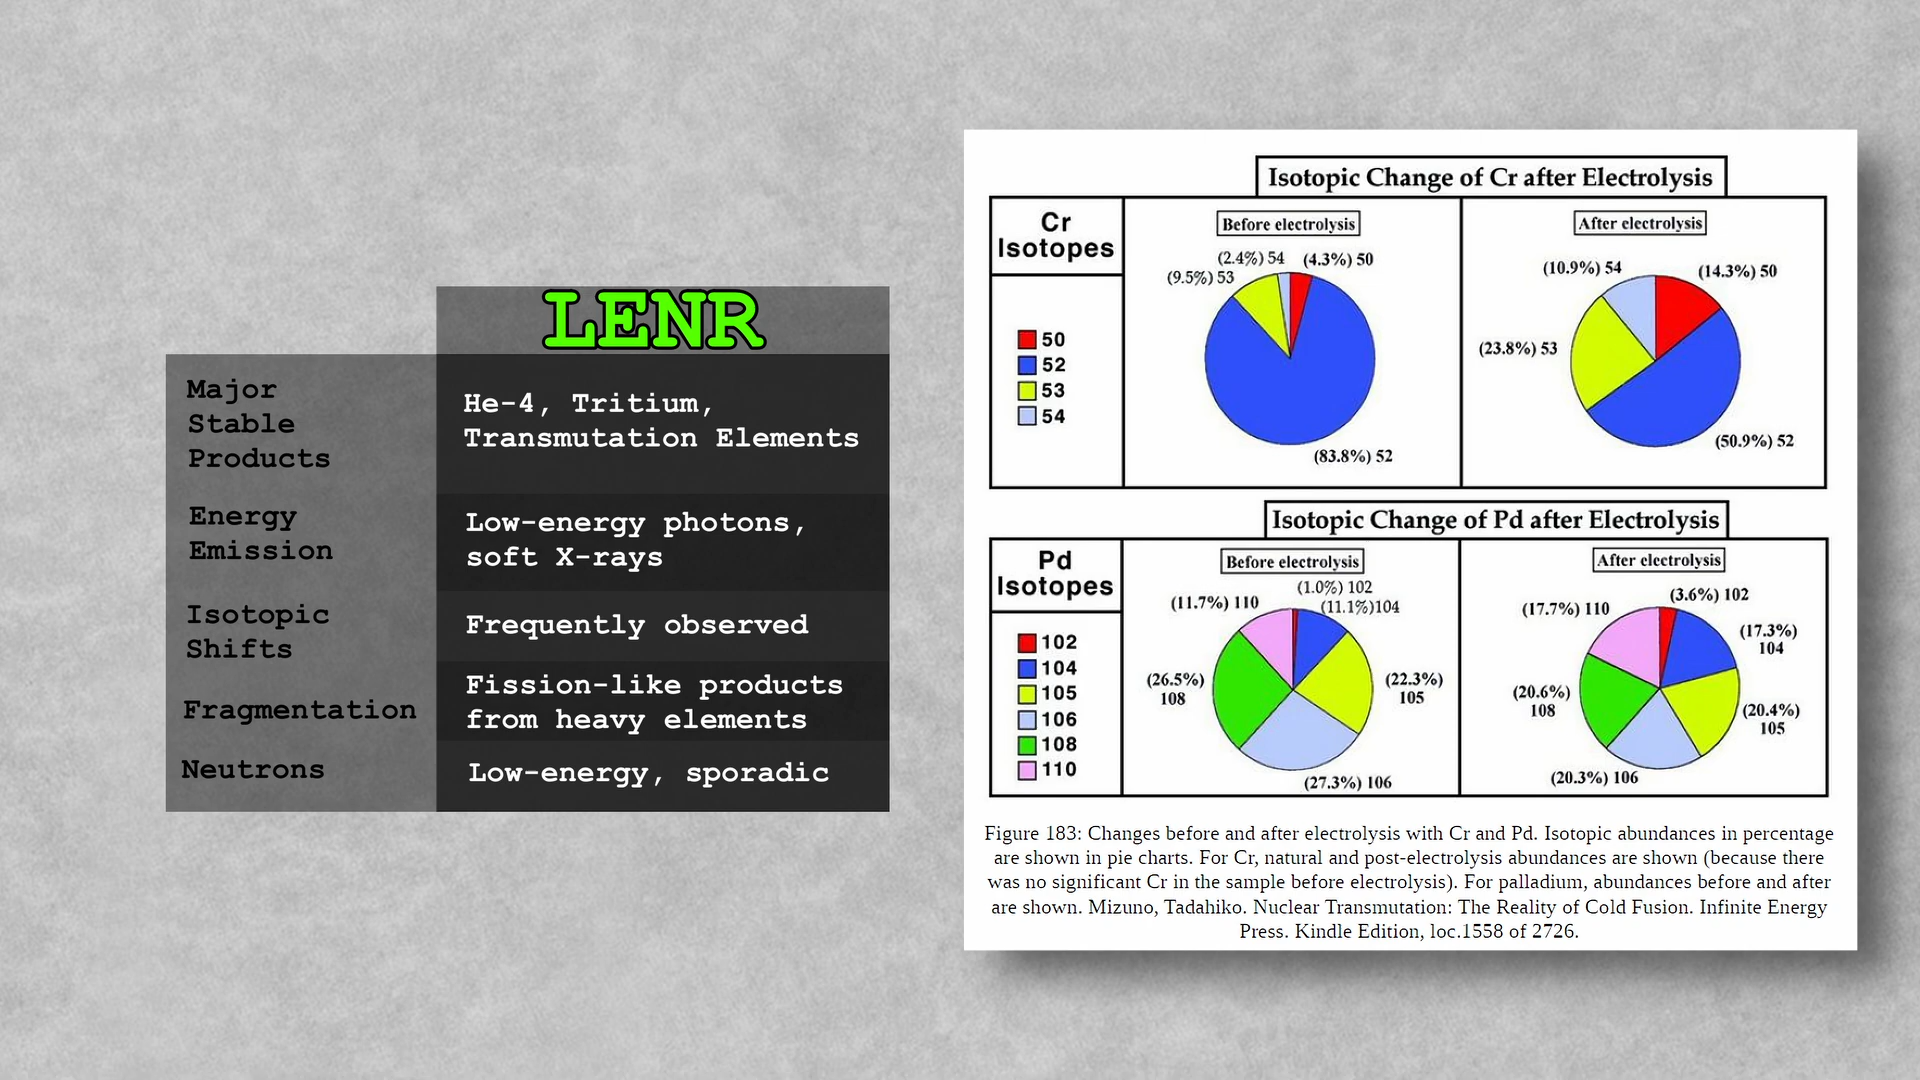 LENR
Major
Stable
Products
He-4, Tritium,
Transmutation Elements
Energy
Emission
Low-energy photons,
soft X-rays
Isotopic
Shifts
Frequently observed
Fragmentation
Fission-like products
from heavy elements
Neutrons
Low-energy, sporadic
Isotopic Change of Cr after Electrolysis
Cr
Isotopes
50
52
53
54
Before electrolysis
(2.4%) 54
(4.3%) 50
(9.5%) 53
(83.8%) 52
After electrolysis
(10.9%) 54
(14.3%) 50
(23.8%) 53
(50.9%) 52
Isotopic Change of Pd after Electrolysis
Pd
Isotopes
102
104
105
106
108
110
Before electrolysis
(1.0%) 102
(11.7%) 110
(11.1%)104
(26.5%)
108
(22.3%)
105
(27.3%) 106
After electrolysis
(3.6%) 102
(17.7%) 110
(17.3%)
104
(20.6%)
108
(20.4%)
105
(20.3%) 106
Figure 183: Changes before and after electrolysis with Cr and Pd. Isotopic abundances in percentage
are shown in pie charts. For Cr, natural and post-electrolysis abundances are shown (because there
was no significant Cr in the sample before electrolysis). For palladium, abundances before and after
are shown. Mizuno, Tadahiko. Nuclear Transmutation: The Reality of Cold Fusion. Infinite Energy
Press. Kindle Edition, loc.1558 of 2726.